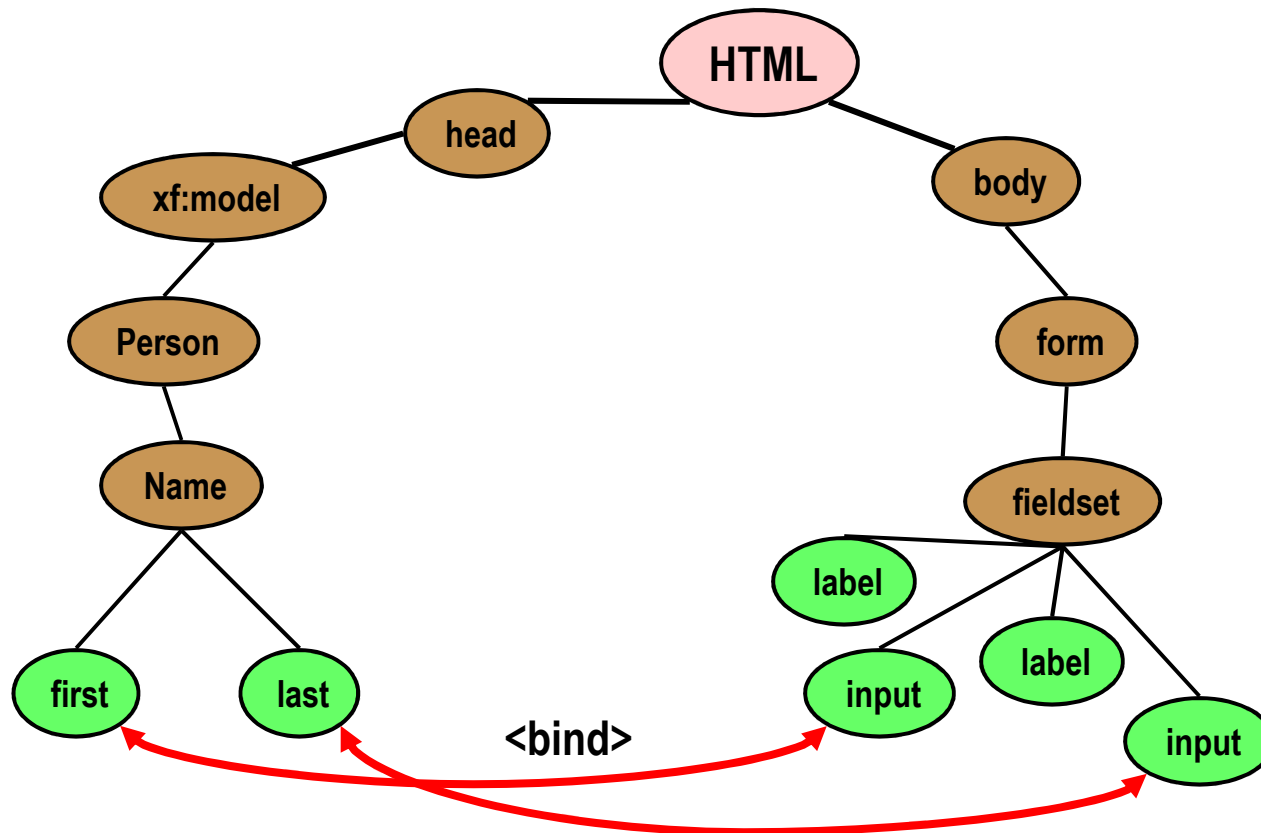 HTML
head
body
xf:model
Person
form
Name
fieldset
label
label
first
last
input
<bind>
input